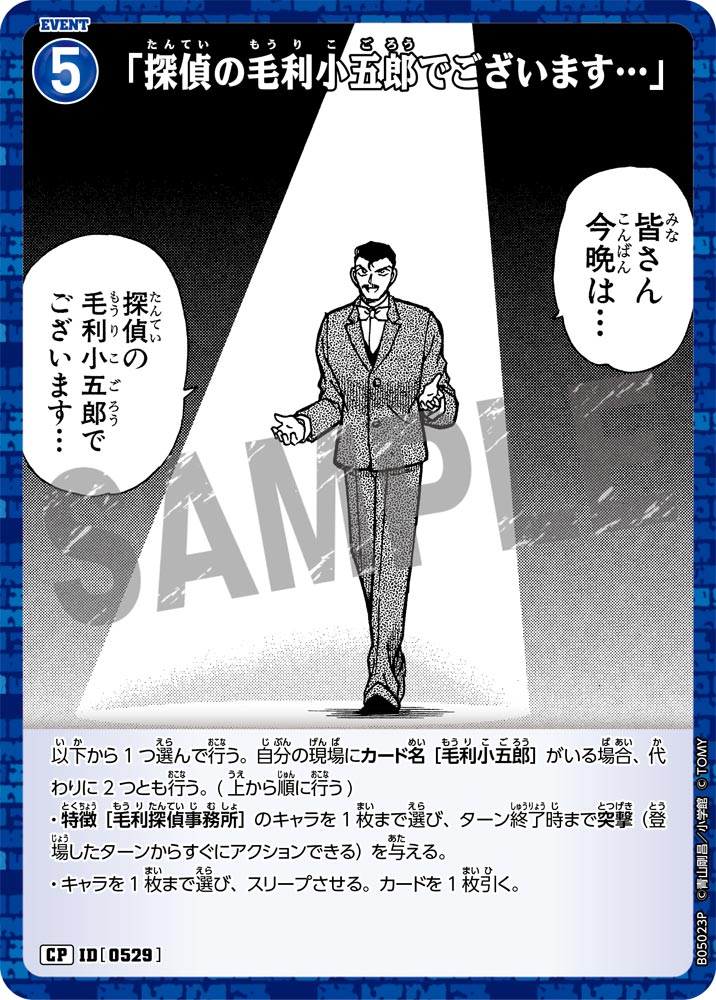 EVENT
5
「探偵の毛利小五郎でございます…」
皆さん
今晩は…
探偵の
毛利小五郎で
ございます…
SAMPLE
以下から1つ選んで行う。自分の現場にカード名［毛利小五郎］がいる場合、代
わりに2つとも行う。(上から順に行う)
・特徴［毛利探偵事務所］のキャラを1枚まで選び、ターン終了時まで突撃（登
場したターンからすぐにアクションできる）を与える。
・キャラを1枚まで選び、スリープさせる。カードを1枚引く。
CP ID［0529］
B05023P ©青山剛昌／小学館 ©TOMY